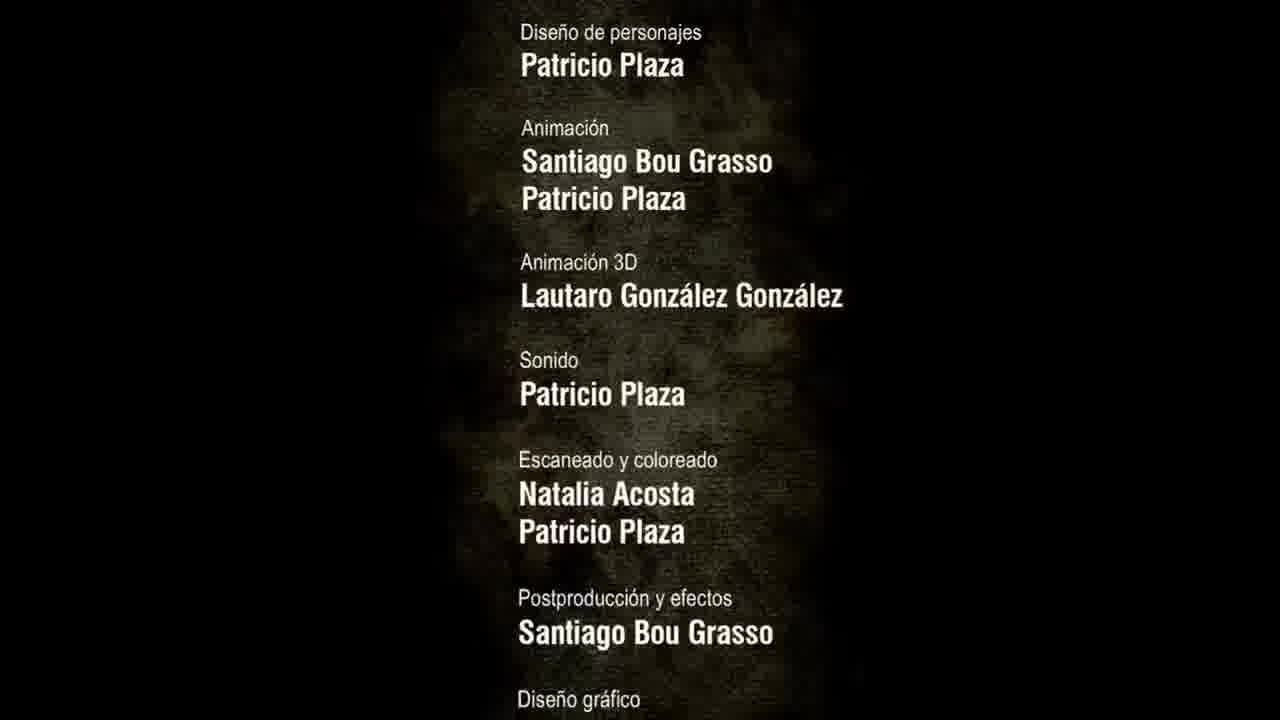 Diseño de personajes
Patricio Plaza
Animación
Santiago Bou Grasso
Patricio Plaza
Animación 3D
Lautaro González González
Sonido
Patricio Plaza
Escaneado y coloreado
Natalia Acosta
Patricio Plaza
Postproducción y efectos
Santiago Bou Grasso
Diseño gráfico